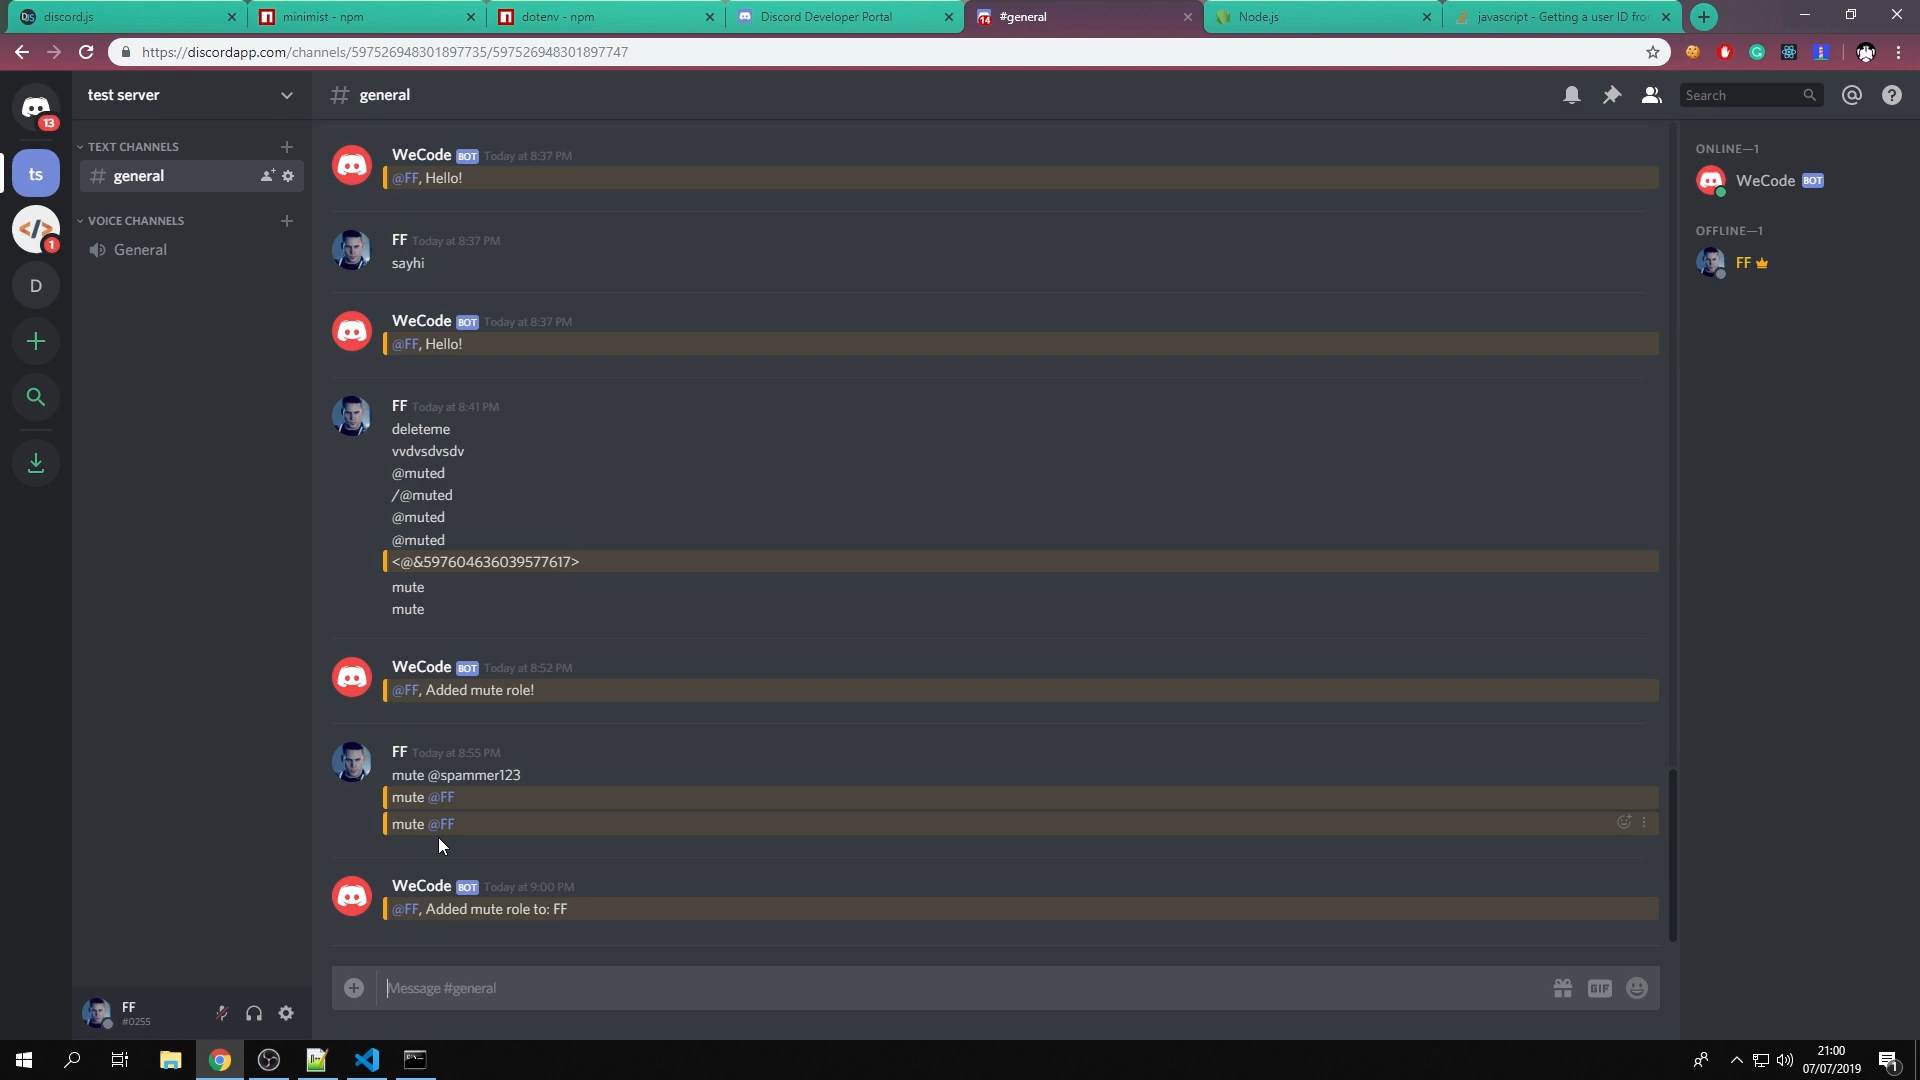 discord.js
minimist - npm
dotenv - npm
Discord Developer Portal
14
#general
Node.js
javascript - Getting a user ID fro
https://discordapp.com/channels/597526948301897735/597526948301897747
test server
general
Search
13
ts
1
D
TEXT CHANNELS
general
VOICE CHANNELS
General
WeCode BOT Today at 8:37 PM
@FF, Hello!
FF Today at 8:37 PM
sayhi
WeCode BOT Today at 8:37 PM
@FF, Hello!
FF Today at 8:41 PM
deleteme
vvdvsdvsdv
@muted
/@muted
@muted
@muted
<@&597604636039577617>
mute
mute
WeCode BOT Today at 8:52 PM
@FF, Added mute role!
FF Today at 8:55 PM
mute @spammer123
mute @FF
mute @FF
WeCode BOT Today at 9:00 PM
@FF, Added mute role to: FF
Message #general
GIF
ONLINE—1
WeCode BOT
OFFLINE—1
FF
FF
#0255
21:00
07/07/2019
1